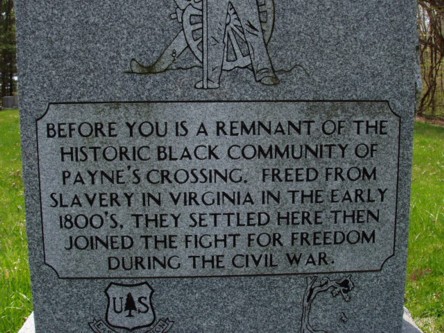 BEFORE YOU IS A REMNANT OF THE
HISTORIC BLACK COMMUNITY OF
PAYNE'S CROSSING. FREED FROM
SLAVERY IN VIRGINIA IN THE EARLY
1800'S, THEY SETTLED HERE THEN
JOINED THE FIGHT FOR FREEDOM
DURING THE CIVIL WAR.
U S